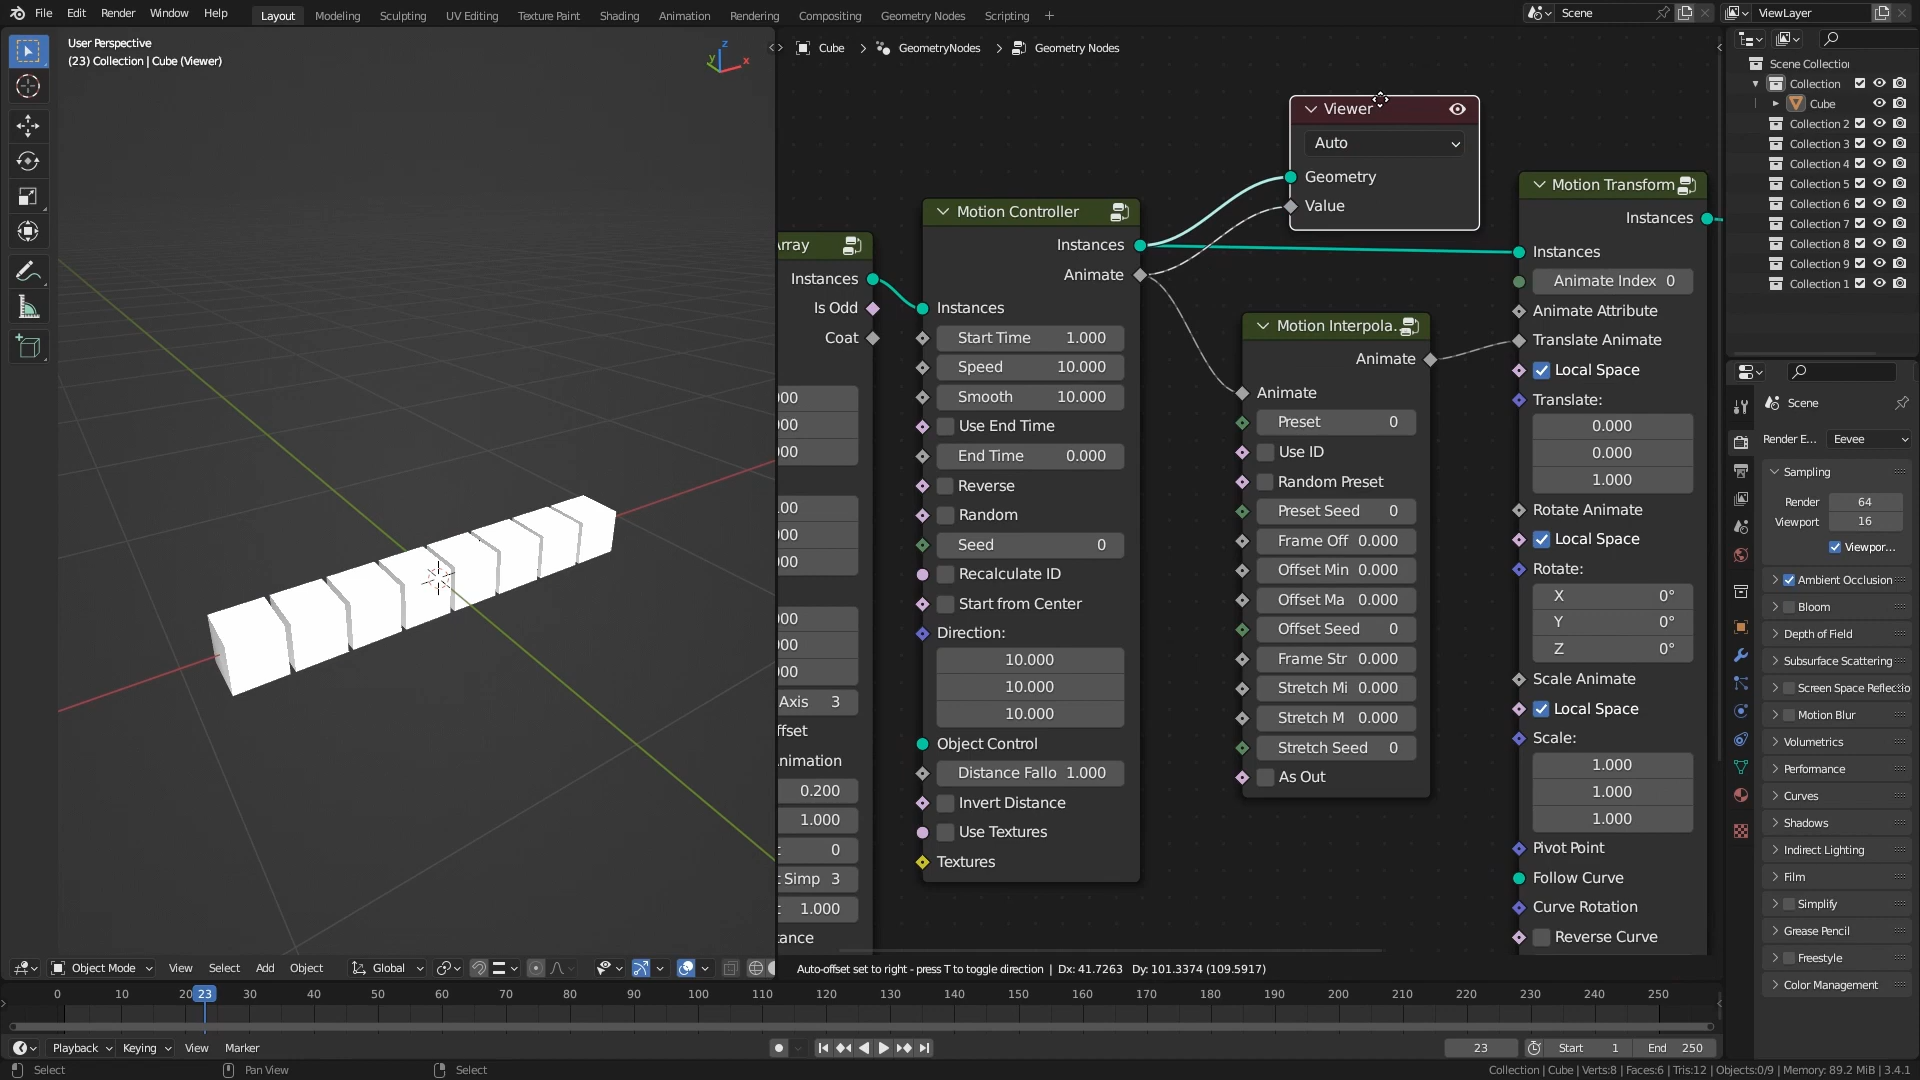 File Edit Render Window Help
Layout Modeling Sculpting UV Editing Texture Paint Shading Animation Rendering Compositing Geometry Nodes Scripting +
Scene
ViewLayer
User Perspective
(23) Collection | Cube (Viewer)
z
y
x
Cube > GeometryNodes > Geometry Nodes
Array
Instances
Is Odd
Coat
000
000
000
.00
000
000
000
000
000
Axis 3
ffset
nimation
0.200
1.000
0
Simp 3
1.000
tance
Motion Controller
Instances
Animate
Instances
Start Time 1.000
Speed 10.000
Smooth 10.000
Use End Time
End Time 0.000
Reverse
Random
Seed 0
Recalculate ID
Start from Center
Direction:
10.000
10.000
10.000
Object Control
Distance Fallo 1.000
Invert Distance
Use Textures
Textures
Viewer
Auto
Geometry
Value
Motion Interpola..
Animate
Animate
Preset 0
Use ID
Random Preset
Preset Seed 0
Frame Off 0.000
Offset Min 0.000
Offset Ma 0.000
Offset Seed 0
Frame Str 0.000
Stretch Mi 0.000
Stretch M 0.000
Stretch Seed 0
As Out
Motion Transform
Instances
Instances
Animate Index 0
Animate Attribute
Translate Animate
Local Space
Translate:
0.000
0.000
1.000
Rotate Animate
Local Space
Rotate:
X 0°
Y 0°
Z 0°
Scale Animate
Local Space
Scale:
1.000
1.000
1.000
Pivot Point
Follow Curve
Curve Rotation
Reverse Curve
Scene Collection
Collection
Cube
Collection 2
Collection 3
Collection 4
Collection 5
Collection 6
Collection 7
Collection 8
Collection 9
Collection 1
Scene
Render E... Eevee
Sampling
Render 64
Viewport 16
Viewpor...
Ambient Occlusion
Bloom
Depth of Field
Subsurface Scattering
Screen Space Reflectio
Motion Blur
Volumetrics
Performance
Curves
Shadows
Indirect Lighting
Film
Simplify
Grease Pencil
Freestyle
Color Management
Object Mode View Select Add Object Global
Auto-offset set to right - press T to toggle direction | Dx: 41.7263 Dy: 101.3374 (109.5917)
0 10 20 23 30 40 50 60 70 80 90 100 110 120 130 140 150 160 170 180 190 200 210 220 230 240 250
Playback Keying View Marker
23 Start 1 End 250
Select Pan View Select
Collection | Cube | Verts:8 | Faces:6 | Tris:12 | Objects:0/9 | Memory: 89.2 MiB | 3.4.1